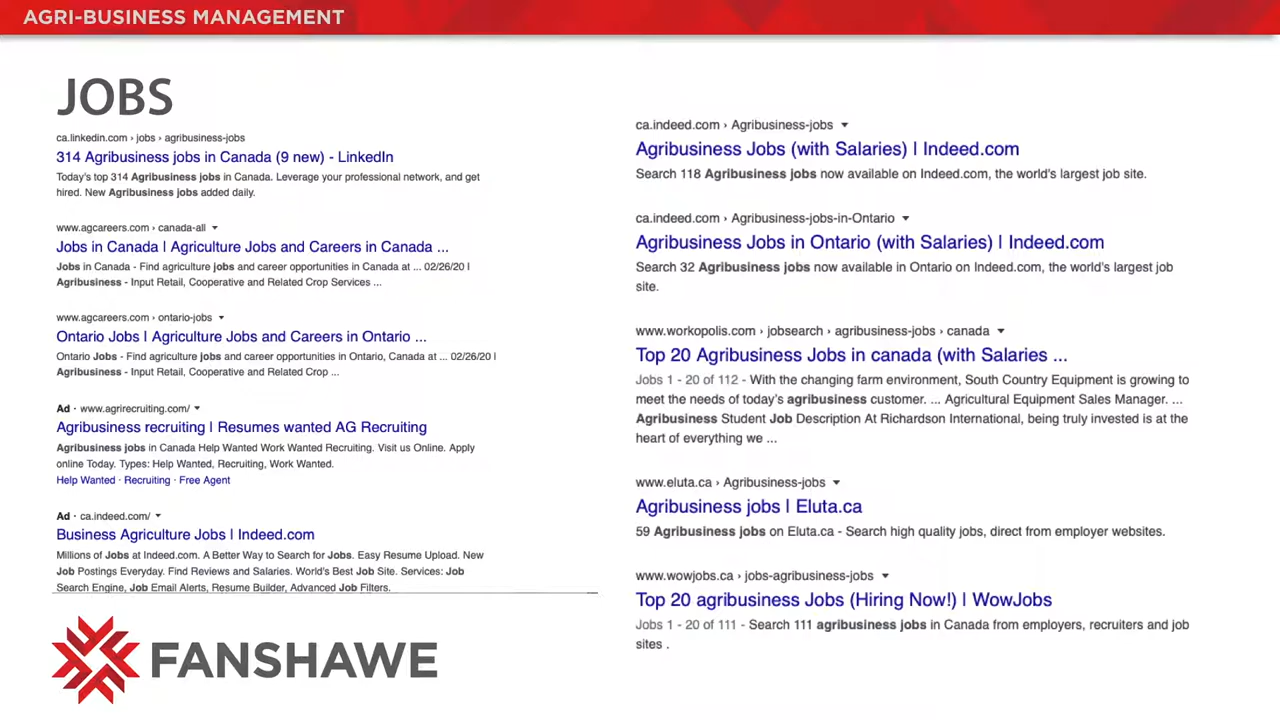 AGRI-BUSINESS MANAGEMENT
JOBS
ca.linkedin.com › jobs › agribusiness-jobs
314 Agribusiness jobs in Canada (9 new) - LinkedIn
Today's top 314 Agribusiness jobs in Canada. Leverage your professional network, and get
hired. New Agribusiness jobs added daily.
www.agcareers.com › canada-all
Jobs in Canada | Agriculture Jobs and Careers in Canada ...
Jobs in Canada - Find agriculture jobs and career opportunities in Canada at ... 02/26/20 |
Agribusiness - Input Retail, Cooperative and Related Crop Services ...
www.agcareers.com › ontario-jobs
Ontario Jobs | Agriculture Jobs and Careers in Ontario ...
Ontario Jobs - Find agriculture jobs and career opportunities in Ontario, Canada at ... 02/26/20 |
Agribusiness - Input Retail, Cooperative and Related Crop ...
Ad · www.agrirecruiting.com/
Agribusiness recruiting | Resumes wanted AG Recruiting
Agribusiness jobs in Canada Help Wanted Work Wanted Recruiting. Visit us Online. Apply
online Today. Types: Help Wanted, Recruiting, Work Wanted.
Help Wanted · Recruiting · Free Agent
Ad · ca.indeed.com/
Business Agriculture Jobs | Indeed.com
Millions of Jobs at Indeed.com. A Better Way to Search for Jobs. Easy Resume Upload. New
Job Postings Everyday. Find Reviews and Salaries. World's Best Job Site. Services: Job
Search Engine, Job Email Alerts, Resume Builder, Advanced Job Filters.
FANSHAWE
ca.indeed.com › Agribusiness-jobs
Agribusiness Jobs (with Salaries) | Indeed.com
Search 118 Agribusiness jobs now available on Indeed.com, the world's largest job site.
ca.indeed.com › Agribusiness-jobs-in-Ontario
Agribusiness Jobs in Ontario (with Salaries) | Indeed.com
Search 32 Agribusiness jobs now available in Ontario on Indeed.com, the world's largest job
site.
www.workopolis.com › jobsearch › agribusiness-jobs › canada
Top 20 Agribusiness Jobs in canada (with Salaries ...
Jobs 1 - 20 of 112 - With the changing farm environment, South Country Equipment is growing to
meet the needs of today's agribusiness customer. ... Agricultural Equipment Sales Manager. ...
Agribusiness Student Job Description At Richardson International, being truly invested is at the
heart of everything we ...
www.eluta.ca › Agribusiness-jobs
Agribusiness jobs | Eluta.ca
59 Agribusiness jobs on Eluta.ca - Search high quality jobs, direct from employer websites.
www.wowjobs.ca › jobs-agribusiness-jobs
Top 20 agribusiness Jobs (Hiring Now!) | WowJobs
Jobs 1 - 20 of 111 - Search 111 agribusiness jobs in Canada from employers, recruiters and job
sites .